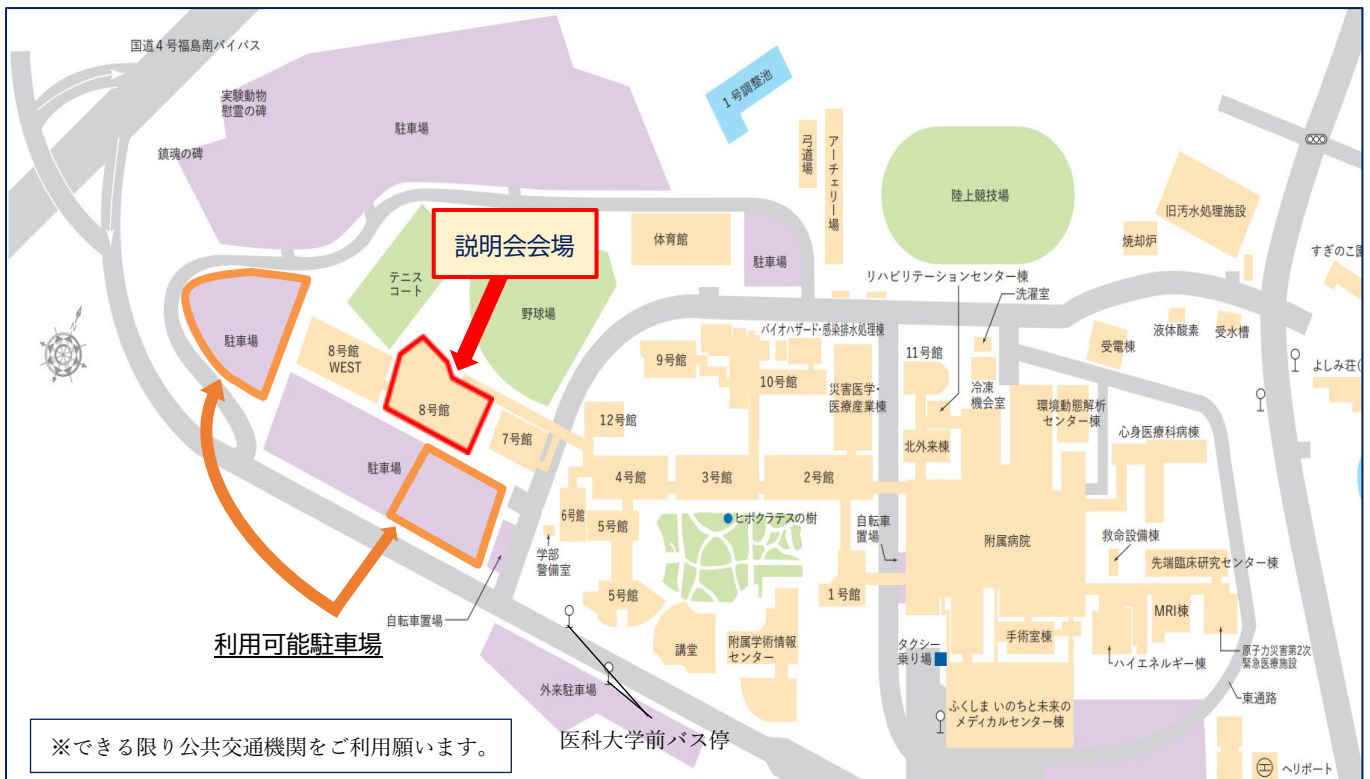 国道4号福島南バイパス
実験動物
慰霊の碑
鎮魂の碑
駐車場
1号調整池
弓道場
アーチェリー場
陸上競技場
旧汚水処理施設
焼却炉
すぎのこ園
説明会会場
体育館
駐車場
リハビリテーションセンター棟
洗濯室
テニス
コート
野球場
駐車場
8号館
WEST
8号館
7号館
駐車場
バイオハザード・感染排水処理棟
9号館
10号館
災害医学・
医療産業棟
11号館
冷凍
機会室
受電棟
液体酸素
受水槽
よしみ荘(
12号館
北外来棟
環境動態解析
センター棟
心身医療科病棟
4号館
3号館
2号館
6号館
5号館
ヒポクラテスの樹
自転車
置場
附属病院
救命設備棟
先端臨床研究センター棟
学部
警備室
5号館
1号館
MRI棟
自転車置場
利用可能駐車場
講堂
附属学術情報
センター
タクシー
乗り場
手術室棟
ハイエネルギー棟
原子力災害第2次
緊急医療施設
外来駐車場
東通路
ふくしま いのちと未来の
メディカルセンター棟
医科大学前バス停
※できる限り公共交通機関をご利用願います。
H ヘリポート